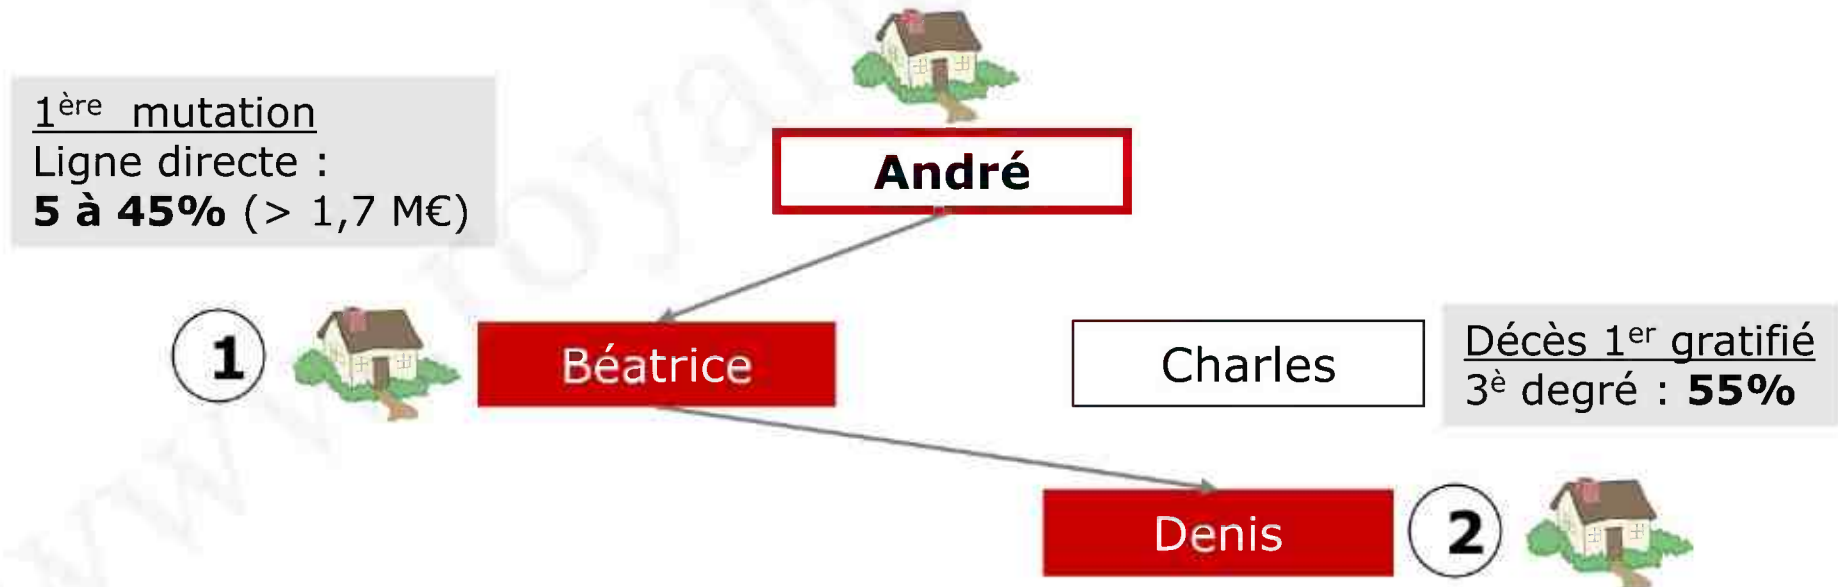 1ère mutation
Ligne directe :
5 à 45% (> 1,7 M€)
André
1
Béatrice
Charles
Décès 1er gratifié
3è degré : 55%
Denis
2